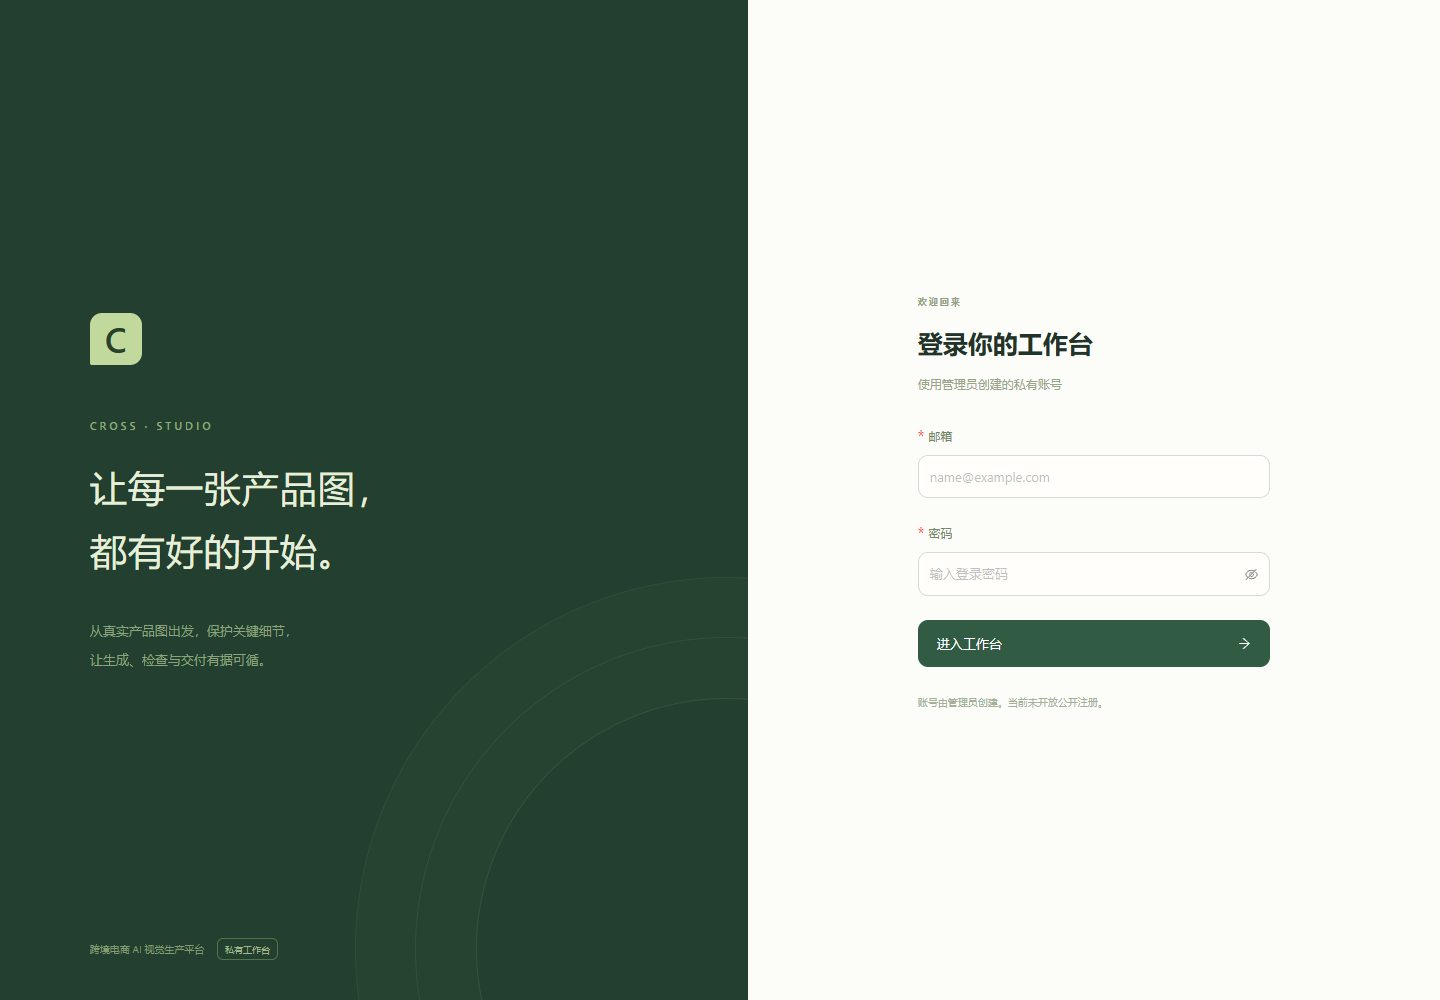 C
CROSS · STUDIO
让每一张产品图，
都有好的开始。
从真实产品图出发，保护关键细节，
让生成、检查与交付有据可循。
跨境电商 AI 视觉生产平台 私有工作台
欢迎回来
登录你的工作台
使用管理员创建的私有账号
* 邮箱
name@example.com
* 密码
输入登录密码
进入工作台 →
账号由管理员创建。当前未开放公开注册。